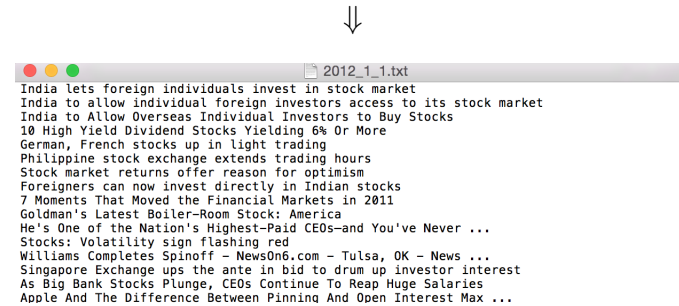 ⇓
2012_1_1.txt
India lets foreign individuals invest in stock market
India to allow individual foreign investors access to its stock market
India to Allow Overseas Individual Investors to Buy Stocks
10 High Yield Dividend Stocks Yielding 6% Or More
German, French stocks up in light trading
Philippine stock exchange extends trading hours
Stock market returns offer reason for optimism
Foreigners can now invest directly in Indian stocks
7 Moments That Moved the Financial Markets in 2011
Goldman's Latest Boiler-Room Stock: America
He's One of the Nation's Highest-Paid CEOs—and You've Never ...
Stocks: Volatility sign flashing red
Williams Completes Spinoff – NewsOn6.com – Tulsa, OK – News ...
Singapore Exchange ups the ante in bid to drum up investor interest
As Big Bank Stocks Plunge, CEOs Continue To Reap Huge Salaries
Apple And The Difference Between Pinning And Open Interest Max ...